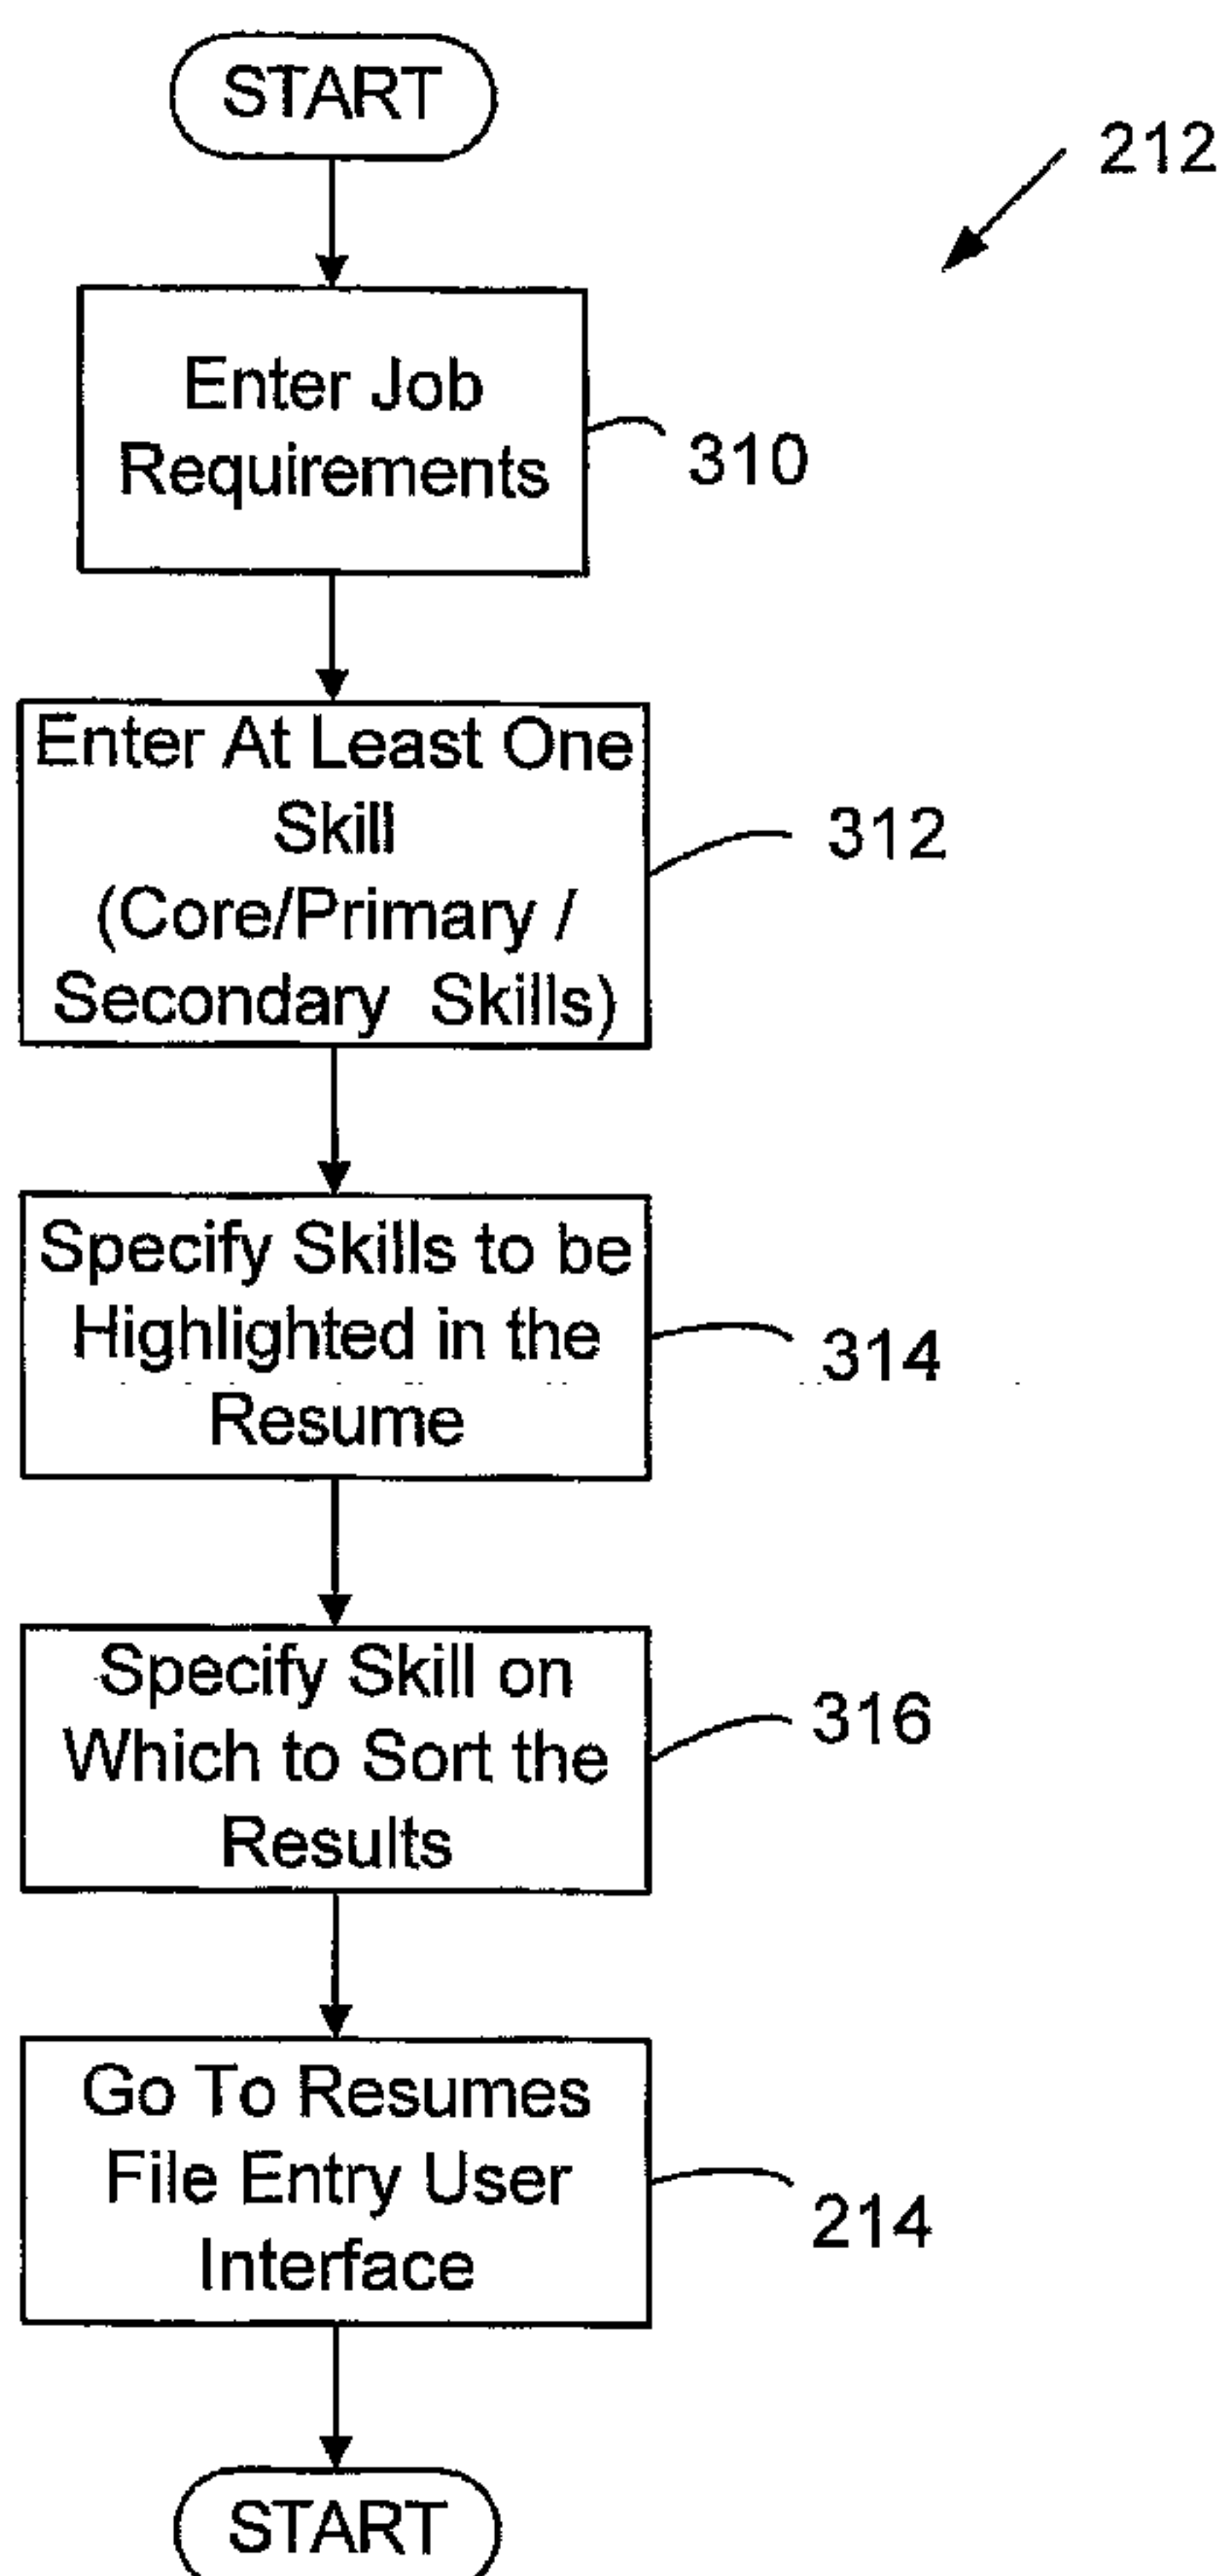 START
212
Enter Job
Requirements
310
Enter At Least One
Skill
(Core/Primary /
Secondary Skills)
312
Specify Skills to be
Highlighted in the
Resume
314
Specify Skill on
Which to Sort the
Results
316
Go To Resumes
File Entry User
Interface
214
START